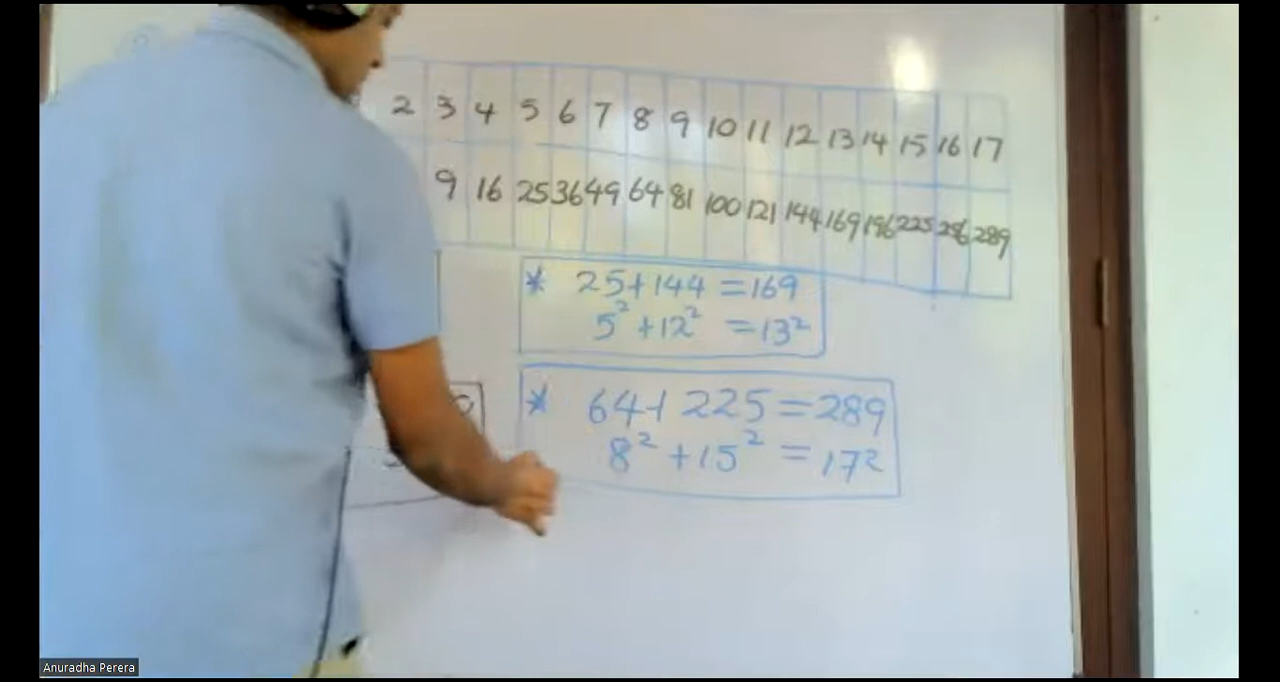 2 3 4 5 6 7 8 9 10 11 12 13 14 15 16 17
9 16 25 36 49 64 81 100 121 144 169 196 225 256 289
* 25+144 =169
5² +12² =13²
* 64+ 225 =289
8² +15² = 17²
Anuradha Perera